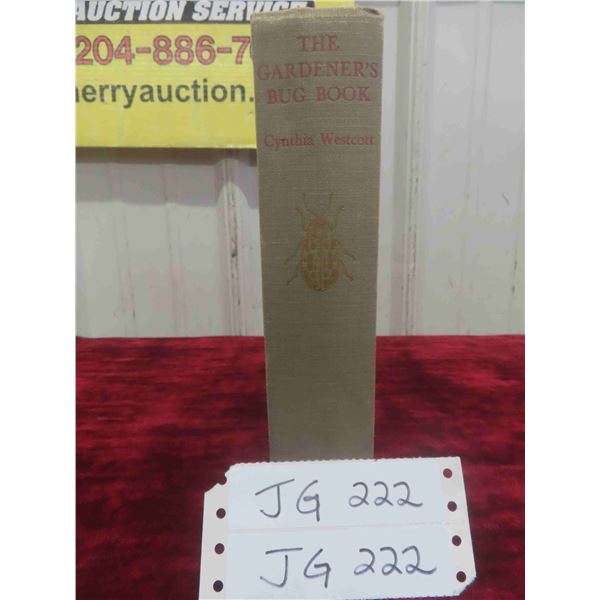 AUCTION SERVICE
204-886-7
erryauction.
THE
GARDENER'S
BUG BOOK
Cynthia Westcott
JG 222
JG 222